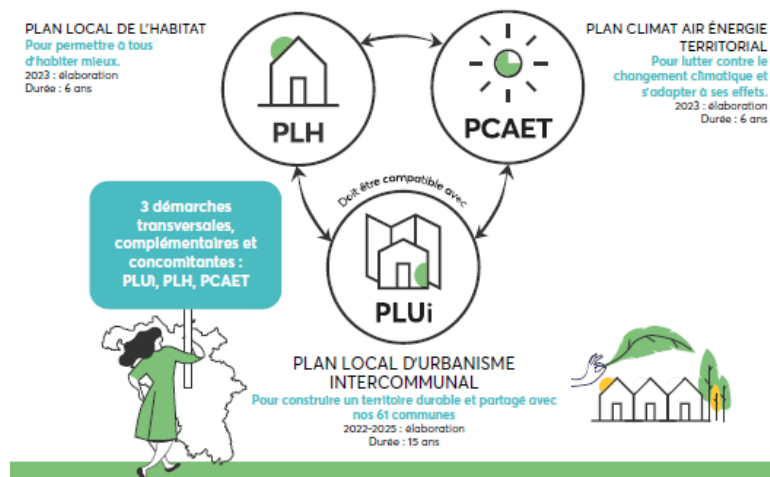 PLAN LOCAL DE L'HABITAT
Pour permettre à tous
d'habiter mieux.
2023 : élaboration
Durée : 6 ans
PLH
PCAET
PLAN CLIMAT AIR ÉNERGIE
TERRITORIAL
Pour lutter contre le
changement climatique et
s'adapter à ses effets.
2023 : élaboration
Durée : 6 ans
Doit être compatible avec
3 démarches
transversales,
complémentaires et
concomitantes :
PLUi, PLH, PCAET
PLUi
PLAN LOCAL D'URBANISME
INTERCOMMUNAL
Pour construire un territoire durable et partagé avec
nos 61 communes
2022-2025 : élaboration
Durée : 15 ans